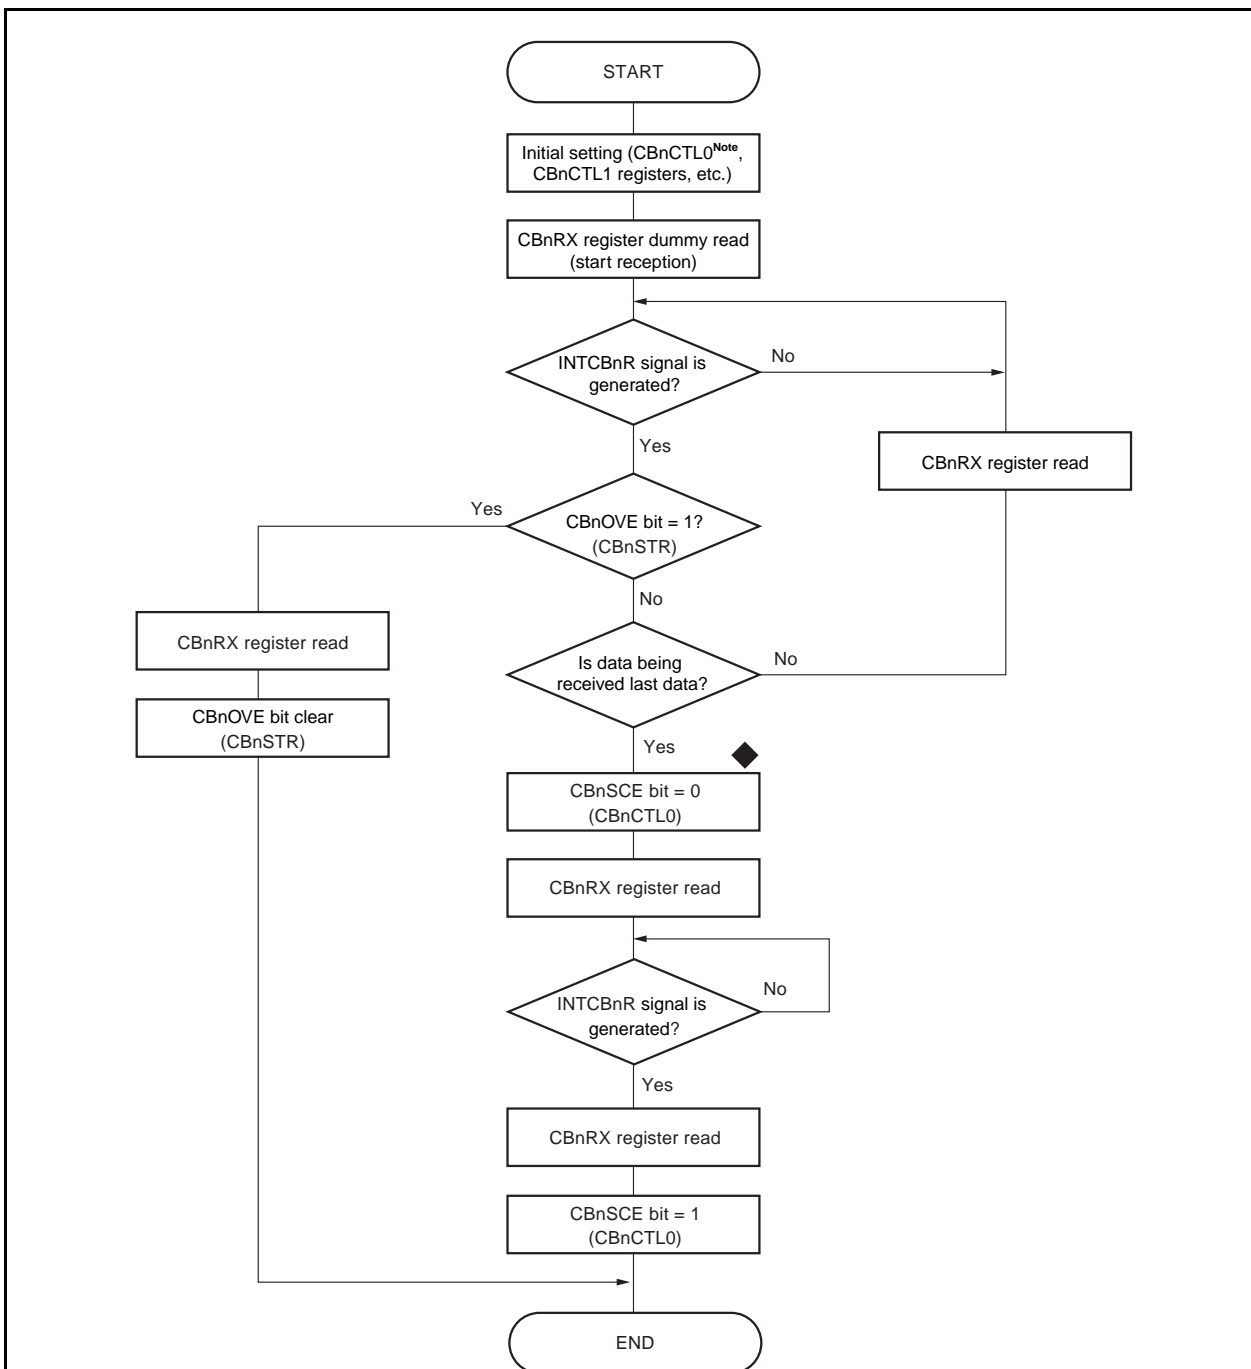 START
Initial setting (CBnCTL0Note,
CBnCTL1 registers, etc.)
CBnRX register dummy read
(start reception)
INTCBnR signal is
generated?
No
Yes
CBnRX register read
CBnOVE bit = 1?
(CBnSTR)
Yes
No
CBnRX register read
CBnOVE bit clear
(CBnSTR)
Is data being
received last data?
No
Yes
CBnSCE bit = 0
(CBnCTL0)
CBnRX register read
INTCBnR signal is
generated?
No
Yes
CBnRX register read
CBnSCE bit = 1
(CBnCTL0)
END